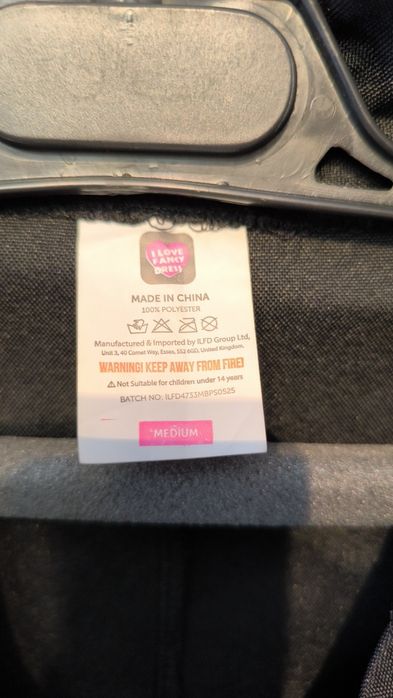 I LOVE
FANCY
DRESS
MADE IN CHINA
100% POLYESTER
Manufactured & Imported by ILFD Group Ltd,
Unit 3, 40 Comet Way, Essex, SS2 6GD, United Kingdom.
WARNING! KEEP AWAY FROM FIRE!
Not Suitable for children under 14 years
BATCH NO: ILFD4733MBPS0525
MEDIUM